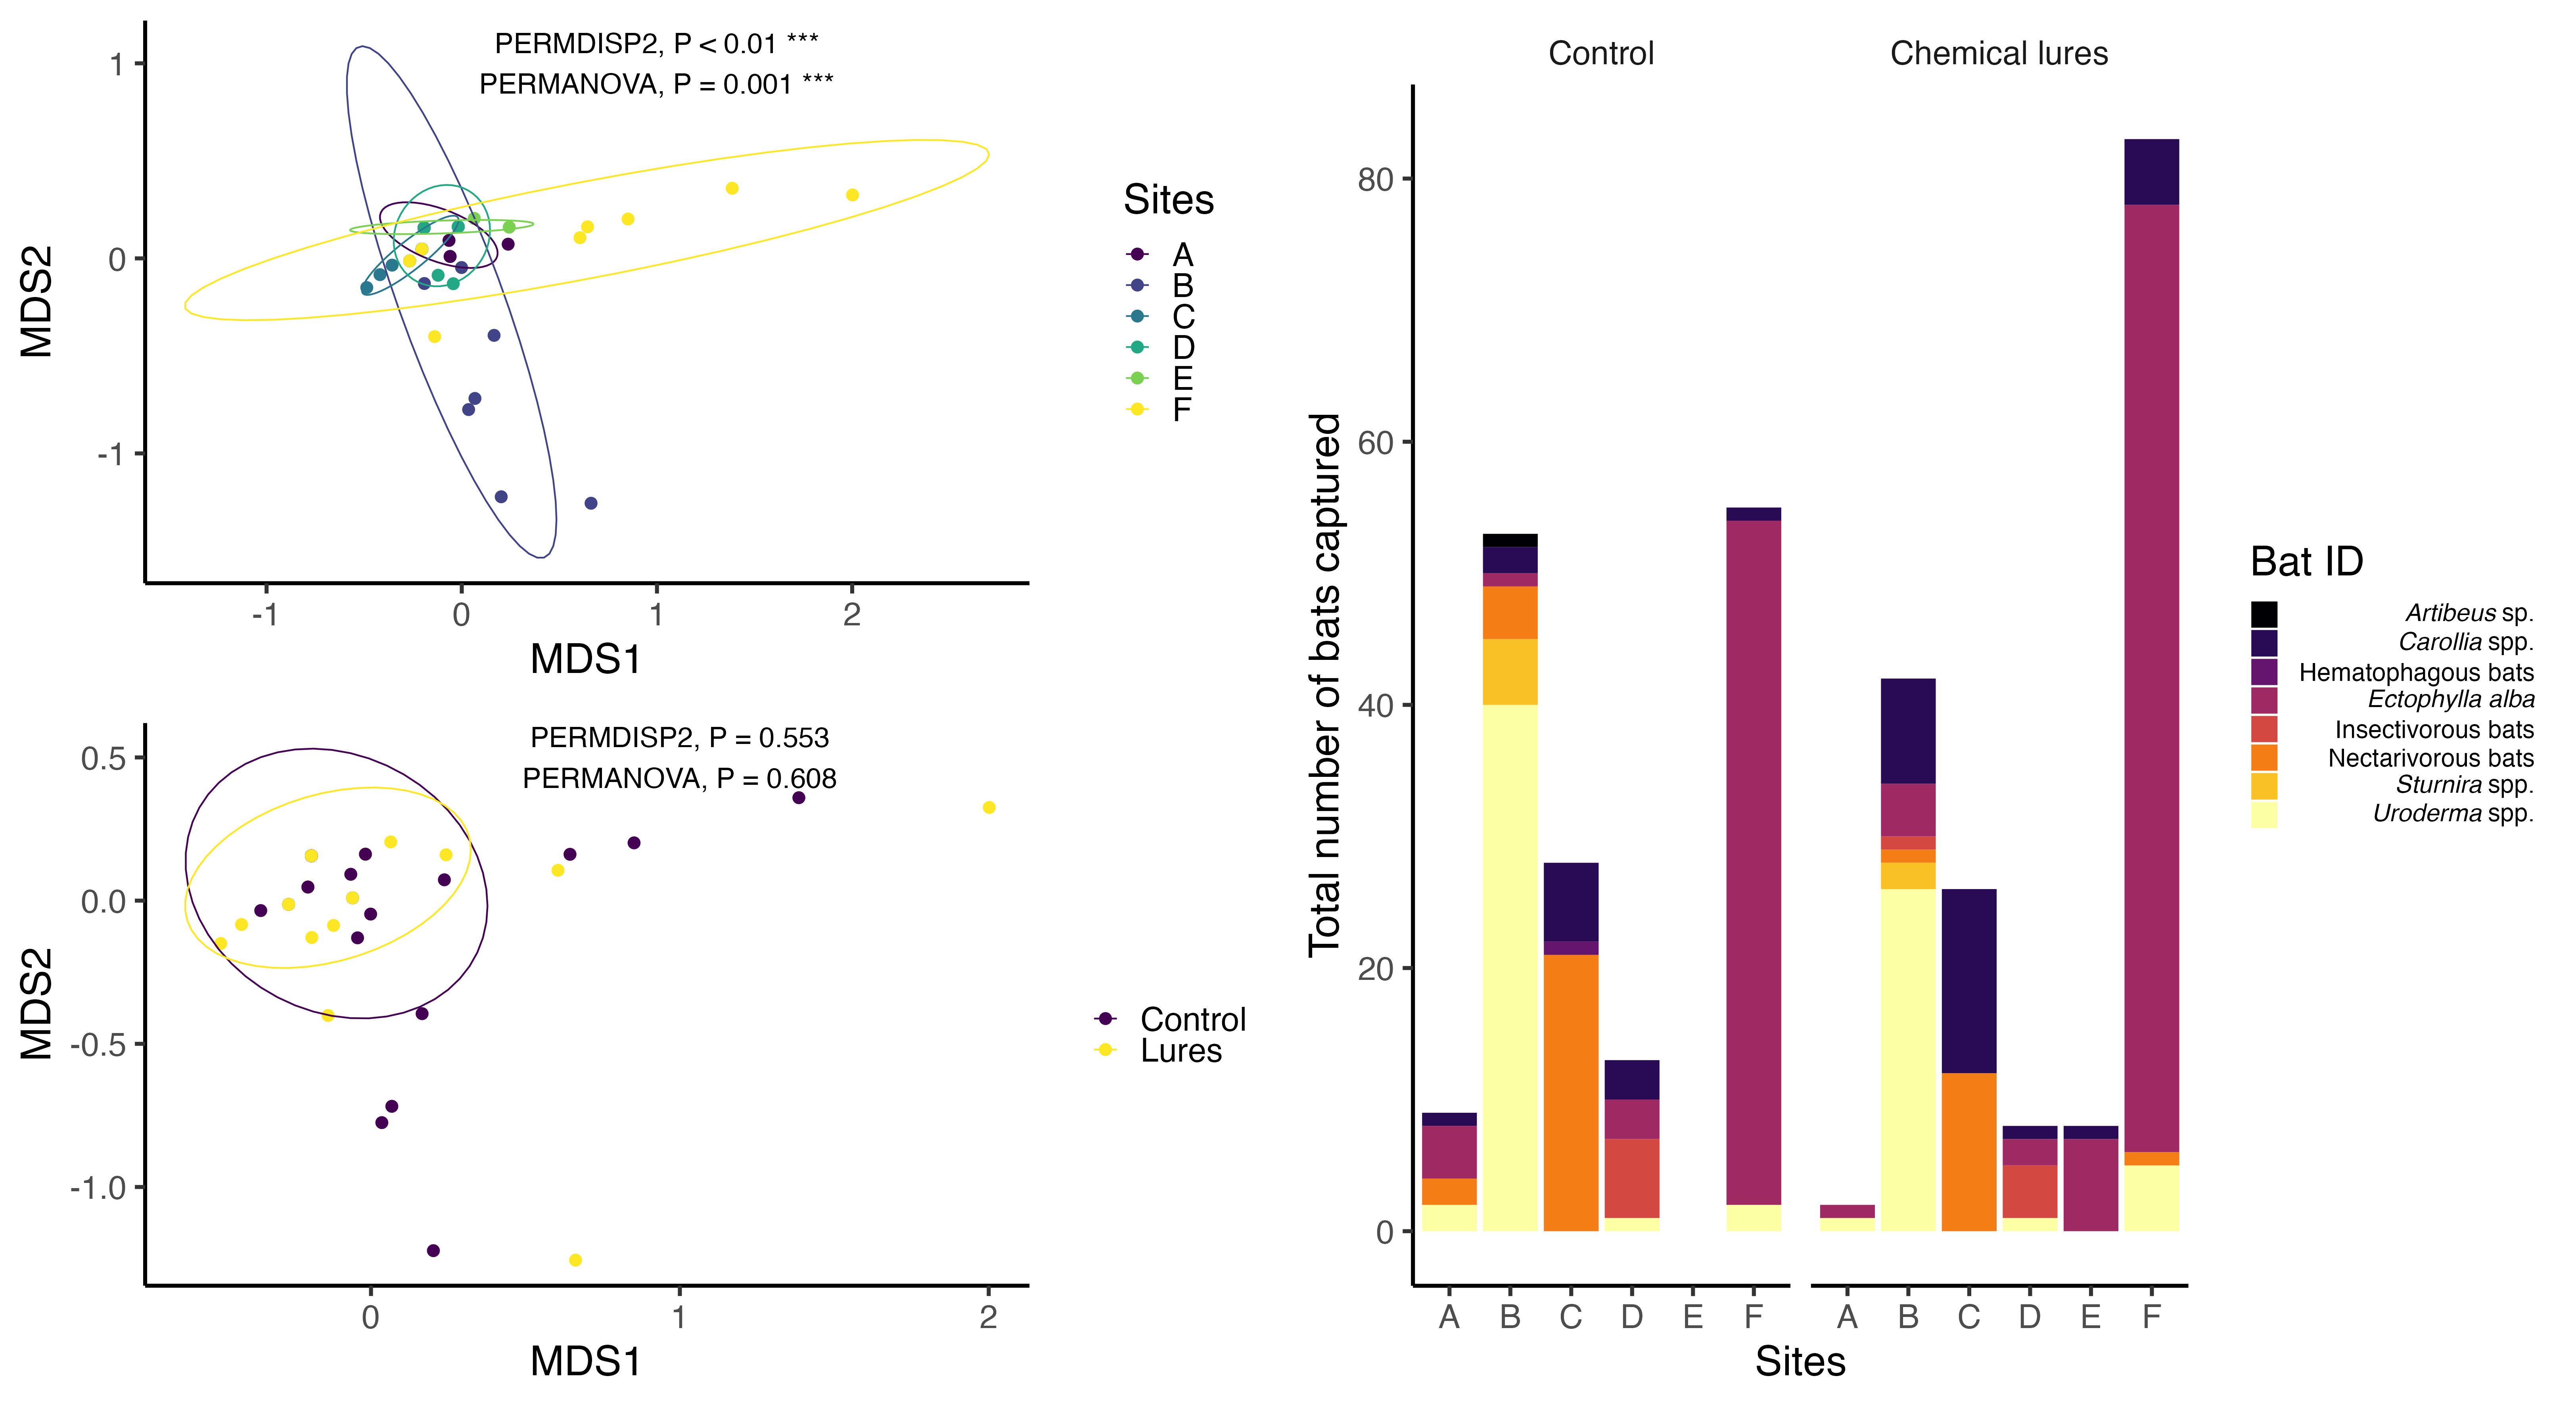 PERMDISP2, P < 0.01 ***
PERMANOVA, P = 0.001 ***
1
0
-1
MDS2
-1
0
1
2
MDS1
Sites
A
B
C
D
E
F
PERMDISP2, P = 0.553
PERMANOVA, P = 0.608
0.5
0.0
-0.5
-1.0
MDS2
0
1
2
MDS1
Control
Lures
Control
Chemical lures
80
60
40
20
0
Total number of bats captured
A B C D E F
A B C D E F
Sites
Bat ID
Artibeus sp.
Carollia spp.
Hematophagous bats
Ectophylla alba
Insectivorous bats
Nectarivorous bats
Sturnira spp.
Uroderma spp.